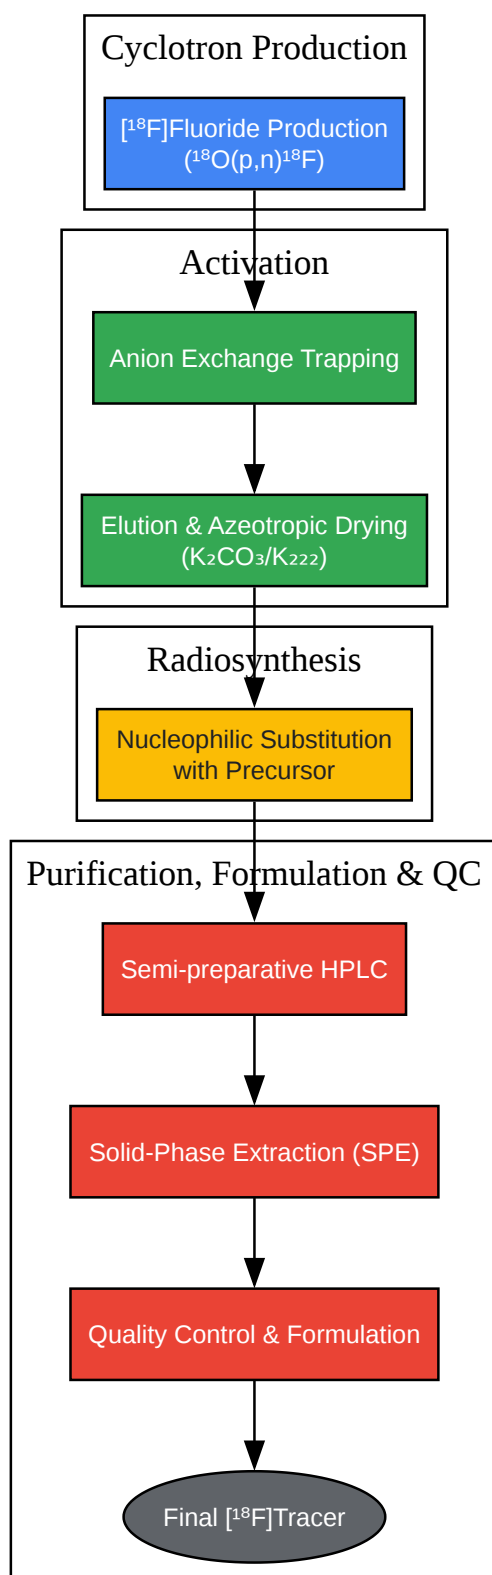 Cyclotron Production
[¹⁸F]Fluoride Production
(¹⁸O(p,n)¹⁸F)
Activation
Anion Exchange Trapping
Elution & Azeotropic Drying
(K₂CO₃/K₂₂₂)
Radiosynthesis
Nucleophilic Substitution
with Precursor
Purification, Formulation & QC
Semi-preparative HPLC
Solid-Phase Extraction (SPE)
Quality Control & Formulation
Final [¹⁸F]Tracer